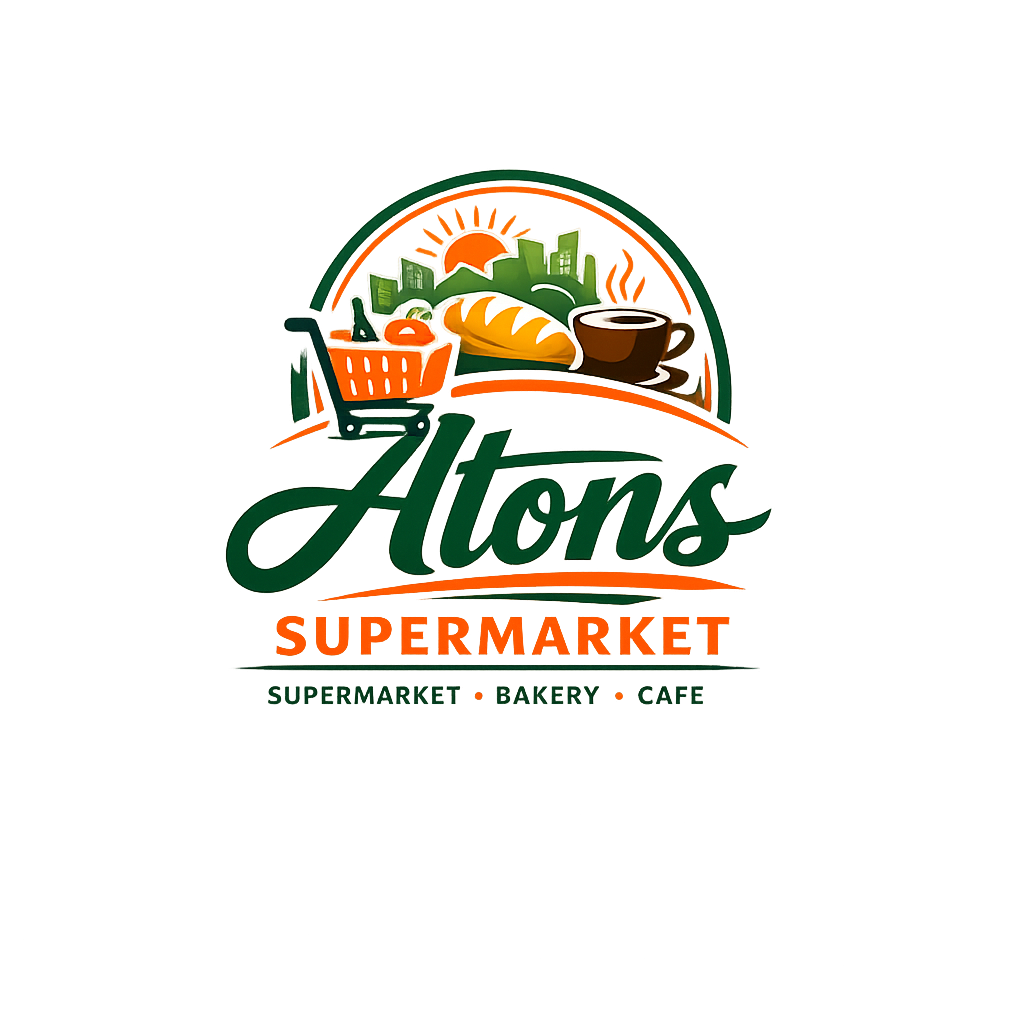 Atons
SUPERMARKET
SUPERMARKET • BAKERY • CAFE